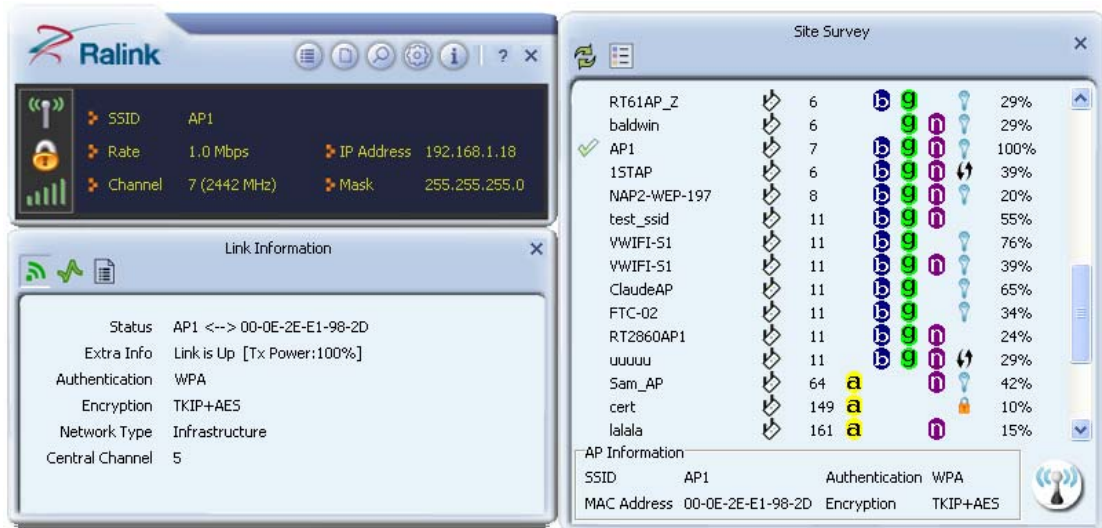 Ralink
i ? ×
SSID AP1
Rate 1.0 Mbps IP Address 192.168.1.18
Channel 7 (2442 MHz) Mask 255.255.255.0
Link Information ×
Status AP1 <--> 00-0E-2E-E1-98-2D
Extra Info Link is Up [Tx Power:100%]
Authentication WPA
Encryption TKIP+AES
Network Type Infrastructure
Central Channel 5
Site Survey ×
RT61AP_Z 6 b g 29%
baldwin 6 g n 29%
AP1 7 b g n 100%
1STAP 6 b g n 39%
NAP2-WEP-197 8 b g n 20%
test_ssid 11 b g n 55%
VWIFI-S1 11 b g 76%
VWIFI-S1 11 b g n 39%
ClaudeAP 11 b g 65%
FTC-02 11 b g 34%
RT2860AP1 11 b g n 24%
uuuuu 11 b g n 29%
Sam_AP 64 a n 42%
cert 149 a 10%
lalala 161 a n 15%
AP Information
SSID AP1 Authentication WPA
MAC Address 00-0E-2E-E1-98-2D Encryption TKIP+AES